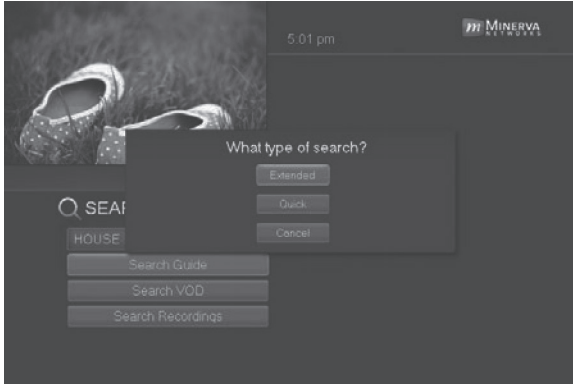 5:01 pm
m MINERVA
NETWORKS
What type of search?
Extended
Quick
Cancel
SEAR
HOUSE
Search Guide
Search VOD
Search Recordings